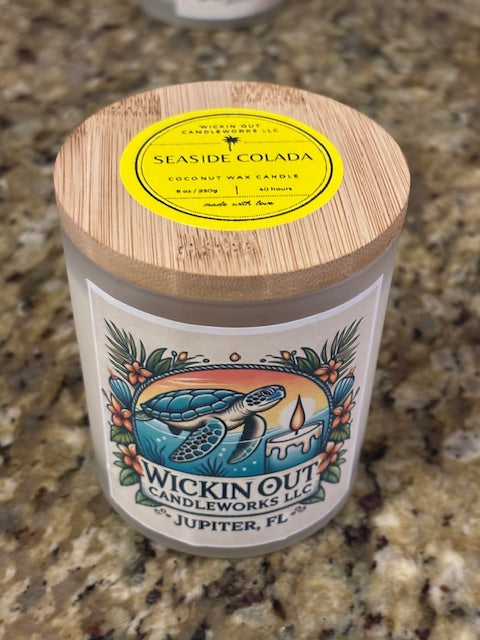 WICKIN OUT
CANDLEWORKS LLC
SEASIDE COLADA
COCONUT WAX CANDLE
8 oz / 250g | 40 hours
made with love
WICKIN OUT
CANDLEWORKS LLC
JUPITER, FL